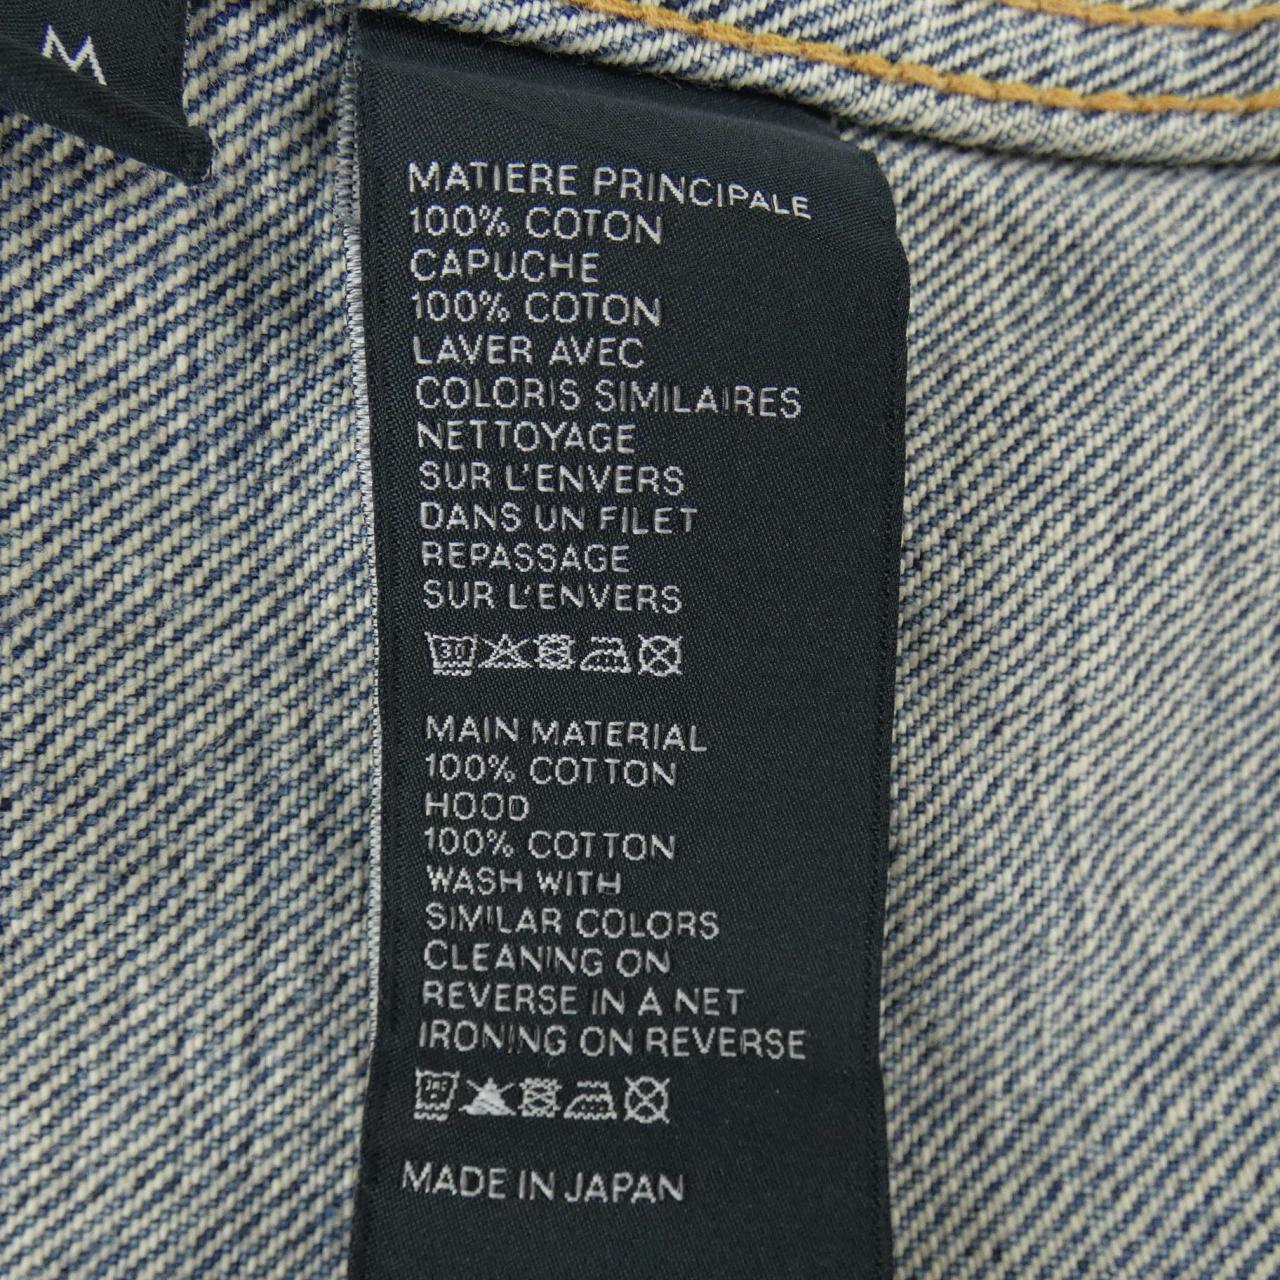 M
MATIERE PRINCIPALE
100% COTON
CAPUCHE
100% COTON
LAVER AVEC
COLORIS SIMILAIRES
NETTOYAGE
SUR L'ENVERS
DANS UN FILET
REPASSAGE
SUR L'ENVERS
30
MAIN MATERIAL
100% COTTON
HOOD
100% COTTON
WASH WITH
SIMILAR COLORS
CLEANING ON
REVERSE IN A NET
IRONING ON REVERSE
MADE IN JAPAN